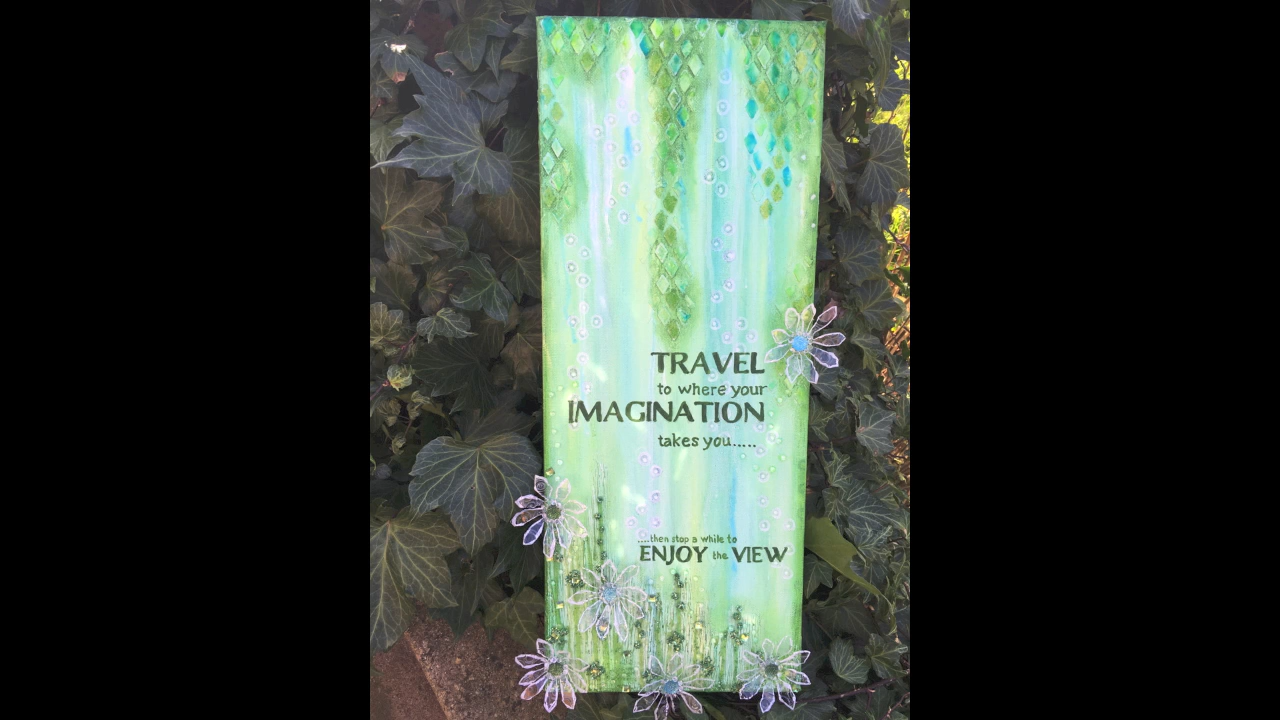 TRAVEL
to where your
IMAGINATION
takes you.....
....then stop a while to
ENJOY the VIEW